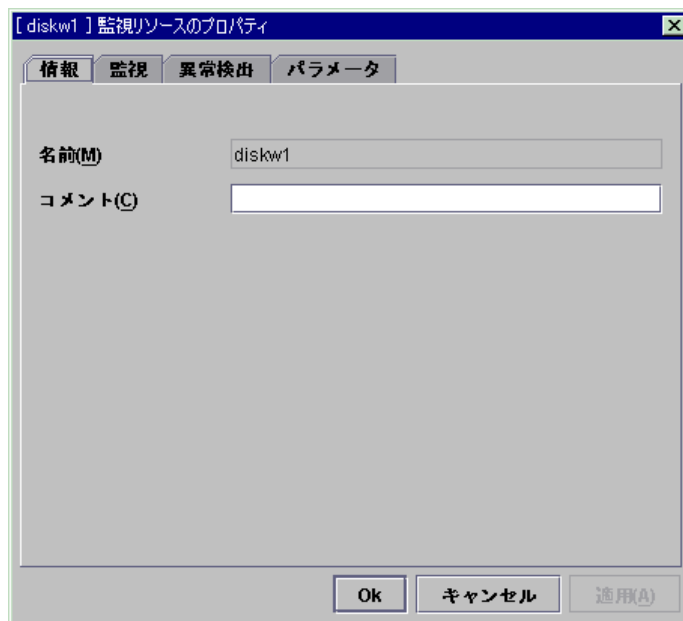 [ diskw1 ] 監視リソースのプロパティ
情報 監視 異常検出 パラメータ
名前(M) diskw1
コメント(C)
Ok キャンセル 適用(A)